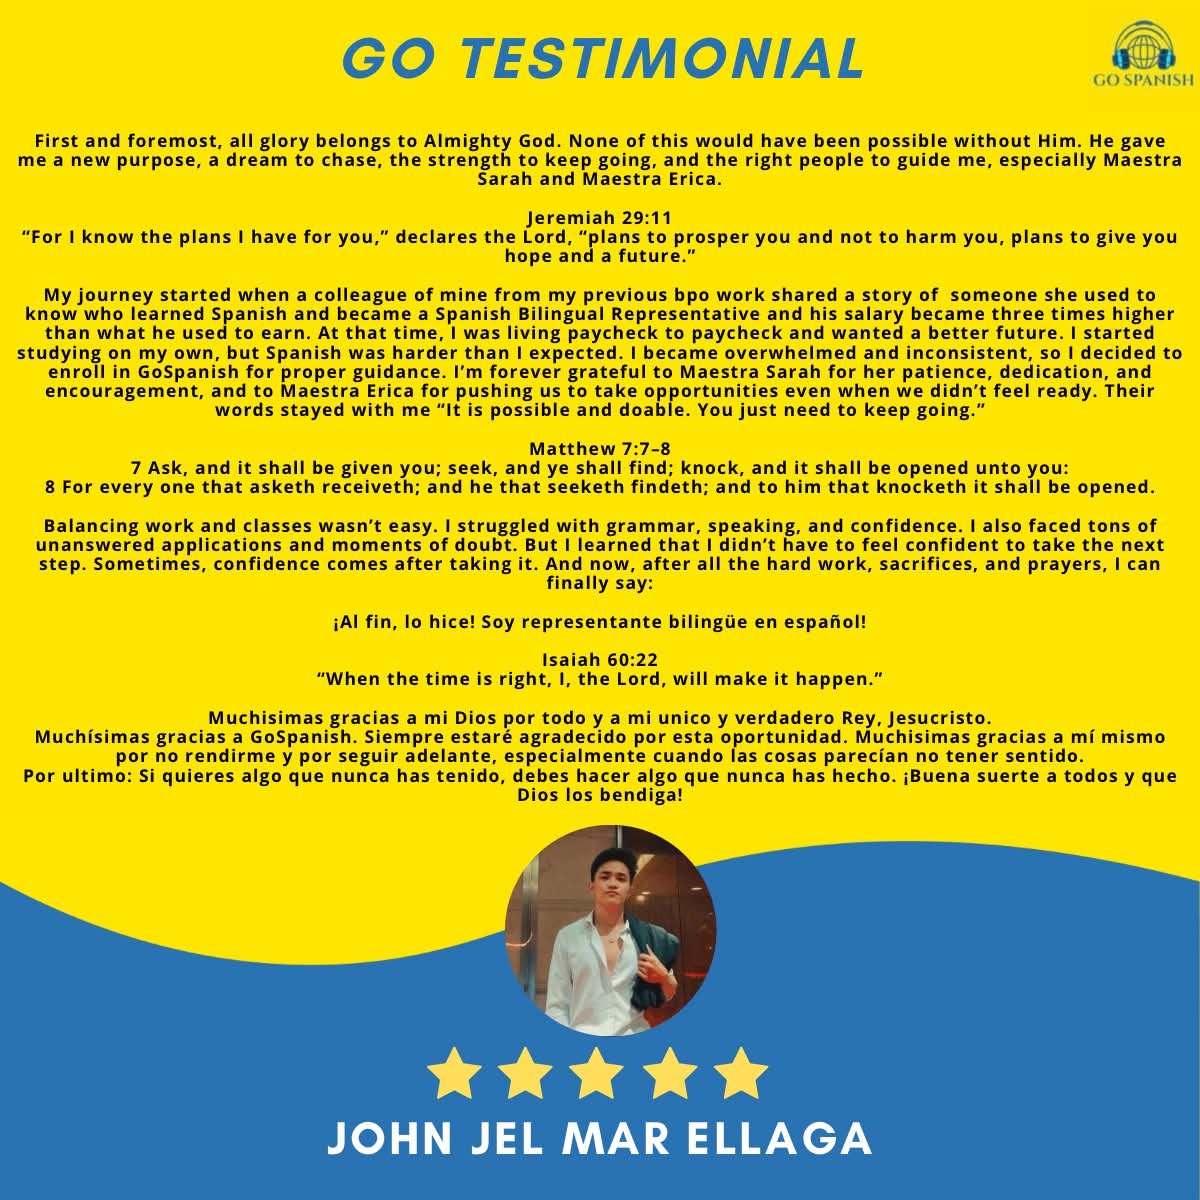 GO TESTIMONIAL
GO SPANISH
First and foremost, all glory belongs to Almighty God. None of this would have been possible without Him. He gave
me a new purpose, a dream to chase, the strength to keep going, and the right people to guide me, especially Maestra
Sarah and Maestra Erica.
Jeremiah 29:11
“For I know the plans I have for you,” declares the Lord, “plans to prosper you and not to harm you, plans to give you
hope and a future.”
My journey started when a colleague of mine from my previous bpo work shared a story of  someone she used to
know who learned Spanish and became a Spanish Bilingual Representative and his salary became three times higher
than what he used to earn. At that time, I was living paycheck to paycheck and wanted a better future. I started
studying on my own, but Spanish was harder than I expected. I became overwhelmed and inconsistent, so I decided to
enroll in GoSpanish for proper guidance. I’m forever grateful to Maestra Sarah for her patience, dedication, and
encouragement, and to Maestra Erica for pushing us to take opportunities even when we didn’t feel ready. Their
words stayed with me “It is possible and doable. You just need to keep going.”
Matthew 7:7–8
7 Ask, and it shall be given you; seek, and ye shall find; knock, and it shall be opened unto you:
8 For every one that asketh receiveth; and he that seeketh findeth; and to him that knocketh it shall be opened.
Balancing work and classes wasn’t easy. I struggled with grammar, speaking, and confidence. I also faced tons of
unanswered applications and moments of doubt. But I learned that I didn’t have to feel confident to take the next
step. Sometimes, confidence comes after taking it. And now, after all the hard work, sacrifices, and prayers, I can
finally say:
¡Al fin, lo hice! Soy representante bilingüe en español!
Isaiah 60:22
“When the time is right, I, the Lord, will make it happen.”
Muchisimas gracias a mi Dios por todo y a mi unico y verdadero Rey, Jesucristo.
Muchísimas gracias a GoSpanish. Siempre estaré agradecido por esta oportunidad. Muchisimas gracias a mí mismo
por no rendirme y por seguir adelante, especialmente cuando las cosas parecían no tener sentido.
Por ultimo: Si quieres algo que nunca has tenido, debes hacer algo que nunca has hecho. ¡Buena suerte a todos y que
Dios los bendiga!
JOHN JEL MAR ELLAGA